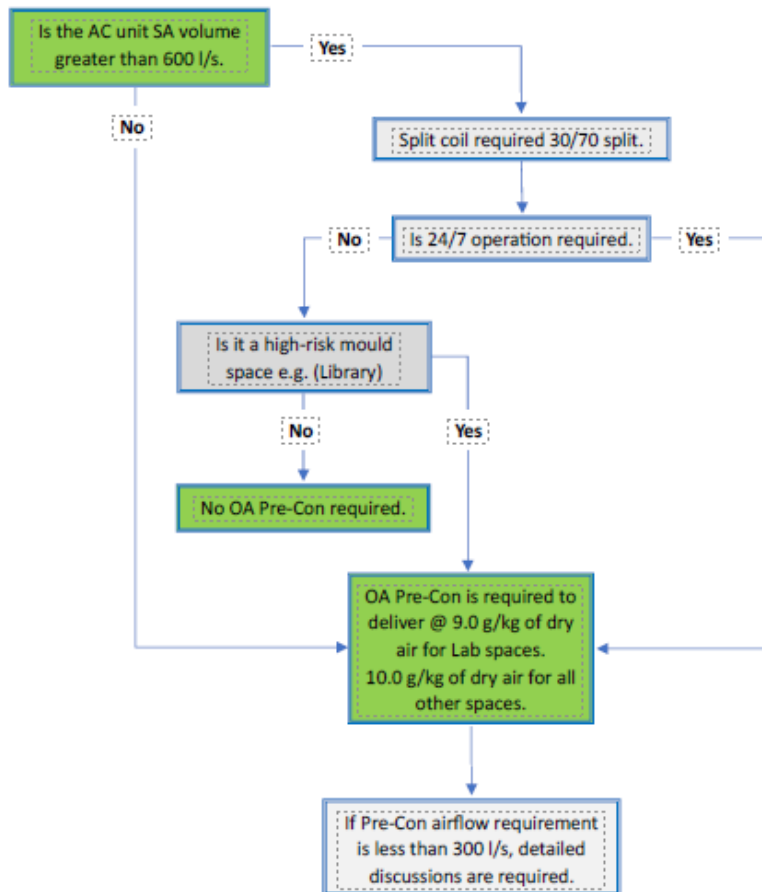 Is the AC unit SA volume
greater than 600 l/s.
Yes
No
Split coil required 30/70 split.
No
Is 24/7 operation required.
Yes
Is it a high-risk mould
space e.g. (Library)
No
Yes
No OA Pre-Con required.
OA Pre-Con is required to
deliver @ 9.0 g/kg of dry
air for Lab spaces.
10.0 g/kg of dry air for all
other spaces.
If Pre-Con airflow requirement
is less than 300 l/s, detailed
discussions are required.